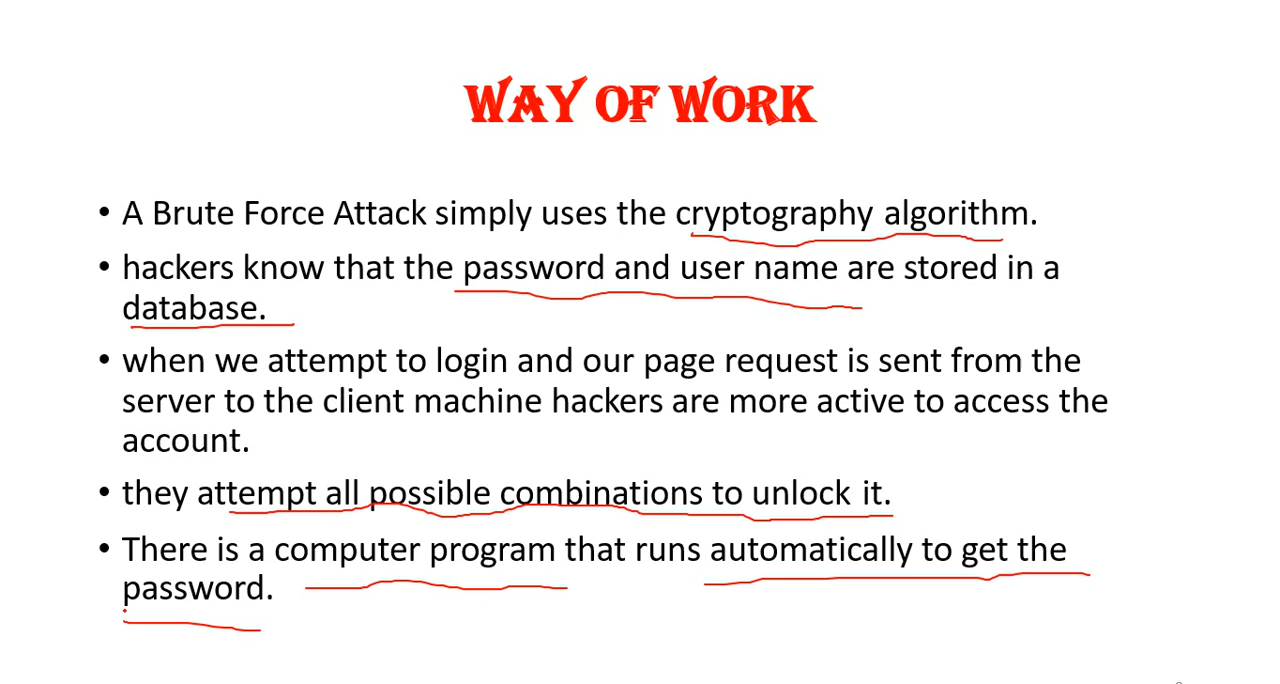 WAY OF WORK
• A Brute Force Attack simply uses the cryptography algorithm.
• hackers know that the password and user name are stored in a
database.
• when we attempt to login and our page request is sent from the
server to the client machine hackers are more active to access the
account.
• they attempt all possible combinations to unlock it.
• There is a computer program that runs automatically to get the
password.